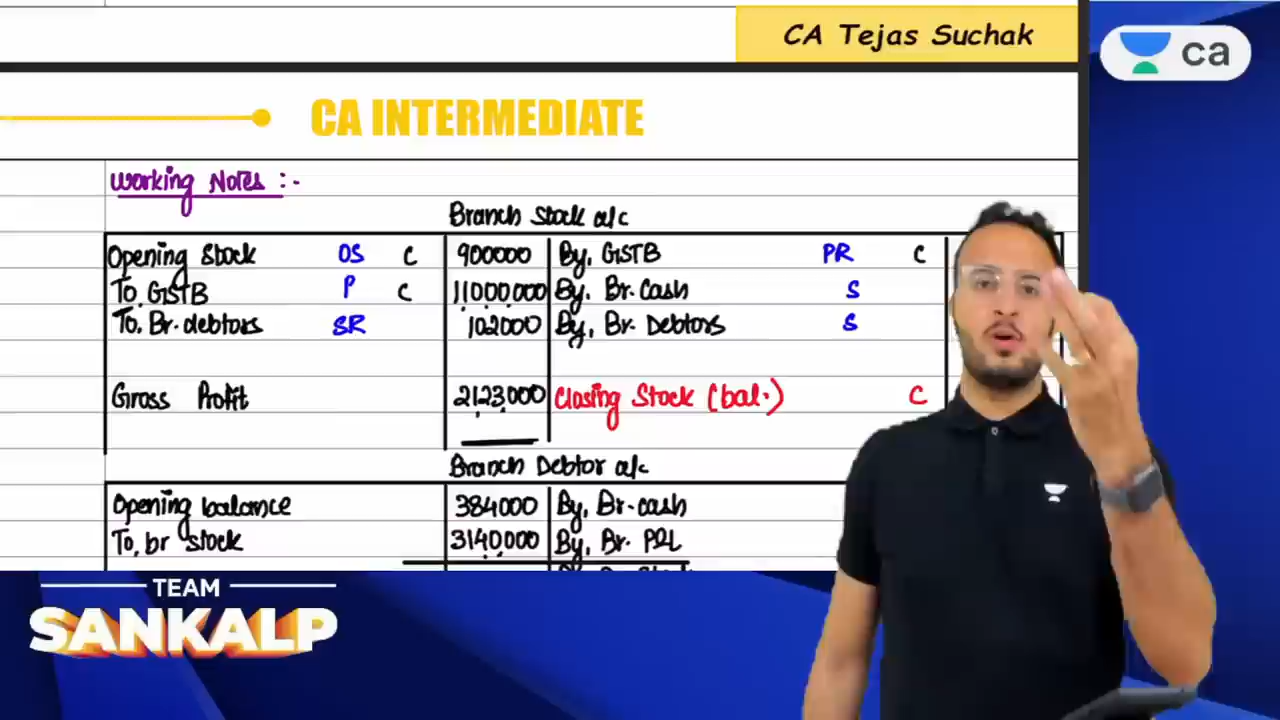 CA Tejas Suchak
ca
CA INTERMEDIATE
Working Notes :-
Branch Stock a/c
Opening Stock OS C 900000 By, GSTB PR C
To, GSTB P C 11000000 By, Br. Cash S
To, Br. debtors SR 102000 By, Br. Debtors S
Gross Profit 2123000 Closing Stock (bal.) C
Branch Debtor a/c
Opening balance 384000 By, Br. cash
To, br stock 3140000 By, Br. P&L
TEAM
SANKALP